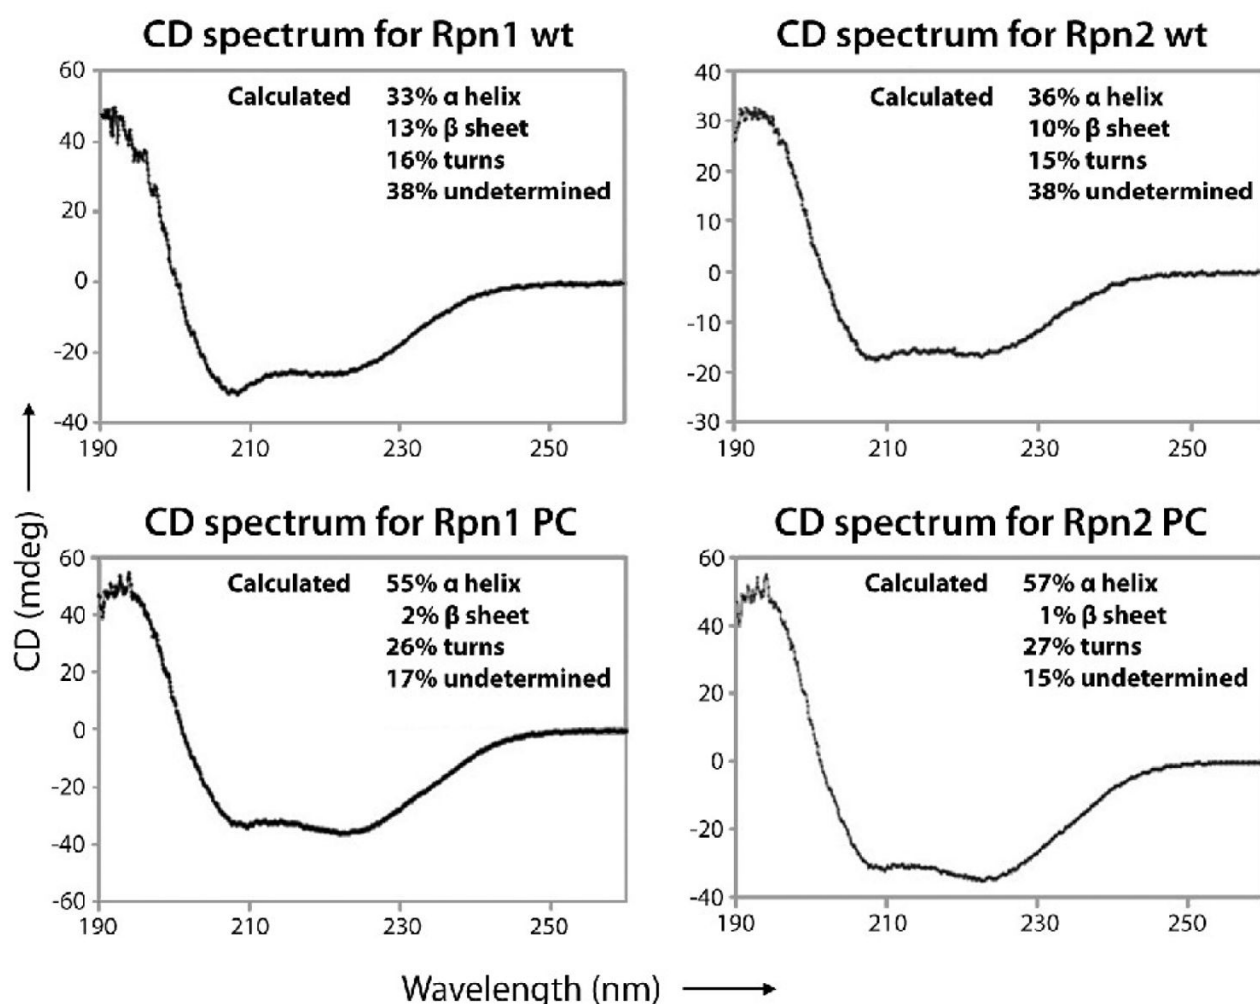 CD spectrum for Rpn1 wt
60
40
20
0
-20
-40
190
210
230
250
Calculated 33% α helix
13% β sheet
16% turns
38% undetermined
CD spectrum for Rpn2 wt
40
30
20
10
0
-10
-20
-30
190
210
230
250
Calculated 36% α helix
10% β sheet
15% turns
38% undetermined
CD spectrum for Rpn1 PC
60
40
20
0
-20
-40
-60
190
210
230
250
Calculated 55% α helix
2% β sheet
26% turns
17% undetermined
CD spectrum for Rpn2 PC
60
40
20
0
-20
-40
190
210
230
250
Calculated 57% α helix
1% β sheet
27% turns
15% undetermined
CD (mdeg)
Wavelength (nm)